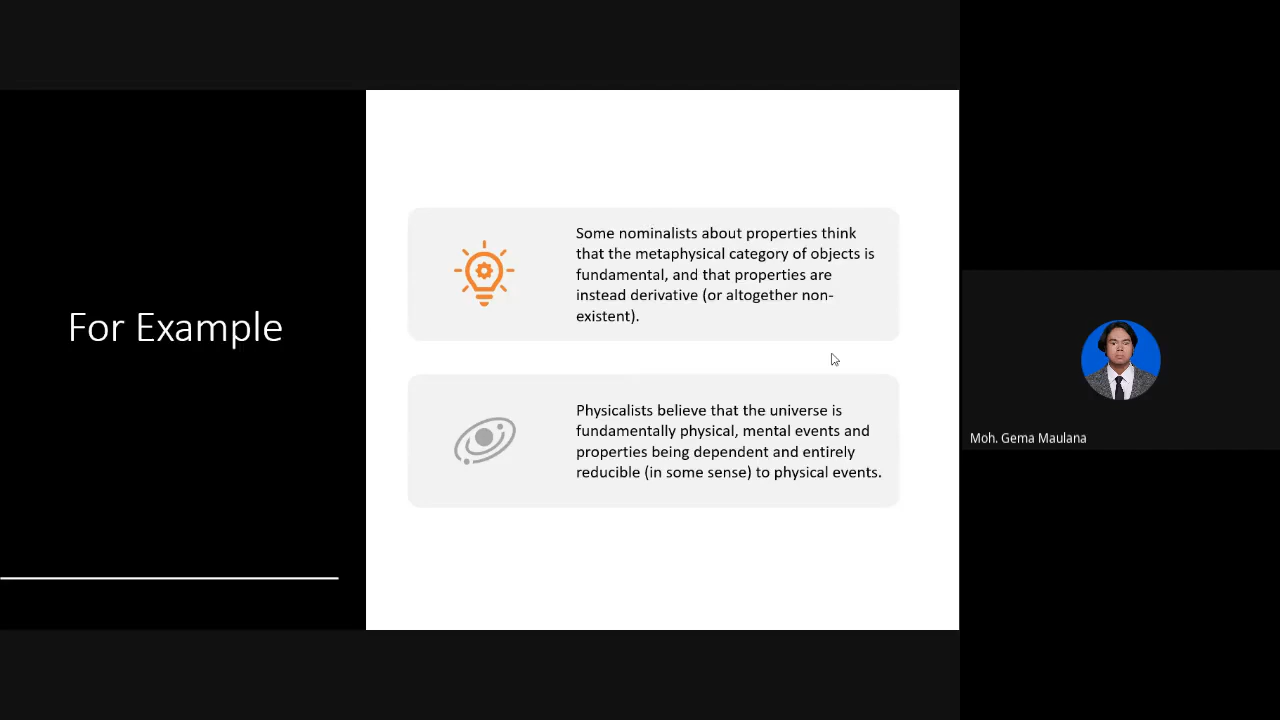 For Example
Some nominalists about properties think
that the metaphysical category of objects is
fundamental, and that properties are
instead derivative (or altogether non-
existent).
Physicalists believe that the universe is
fundamentally physical, mental events and
properties being dependent and entirely
reducible (in some sense) to physical events.
Moh. Gema Maulana